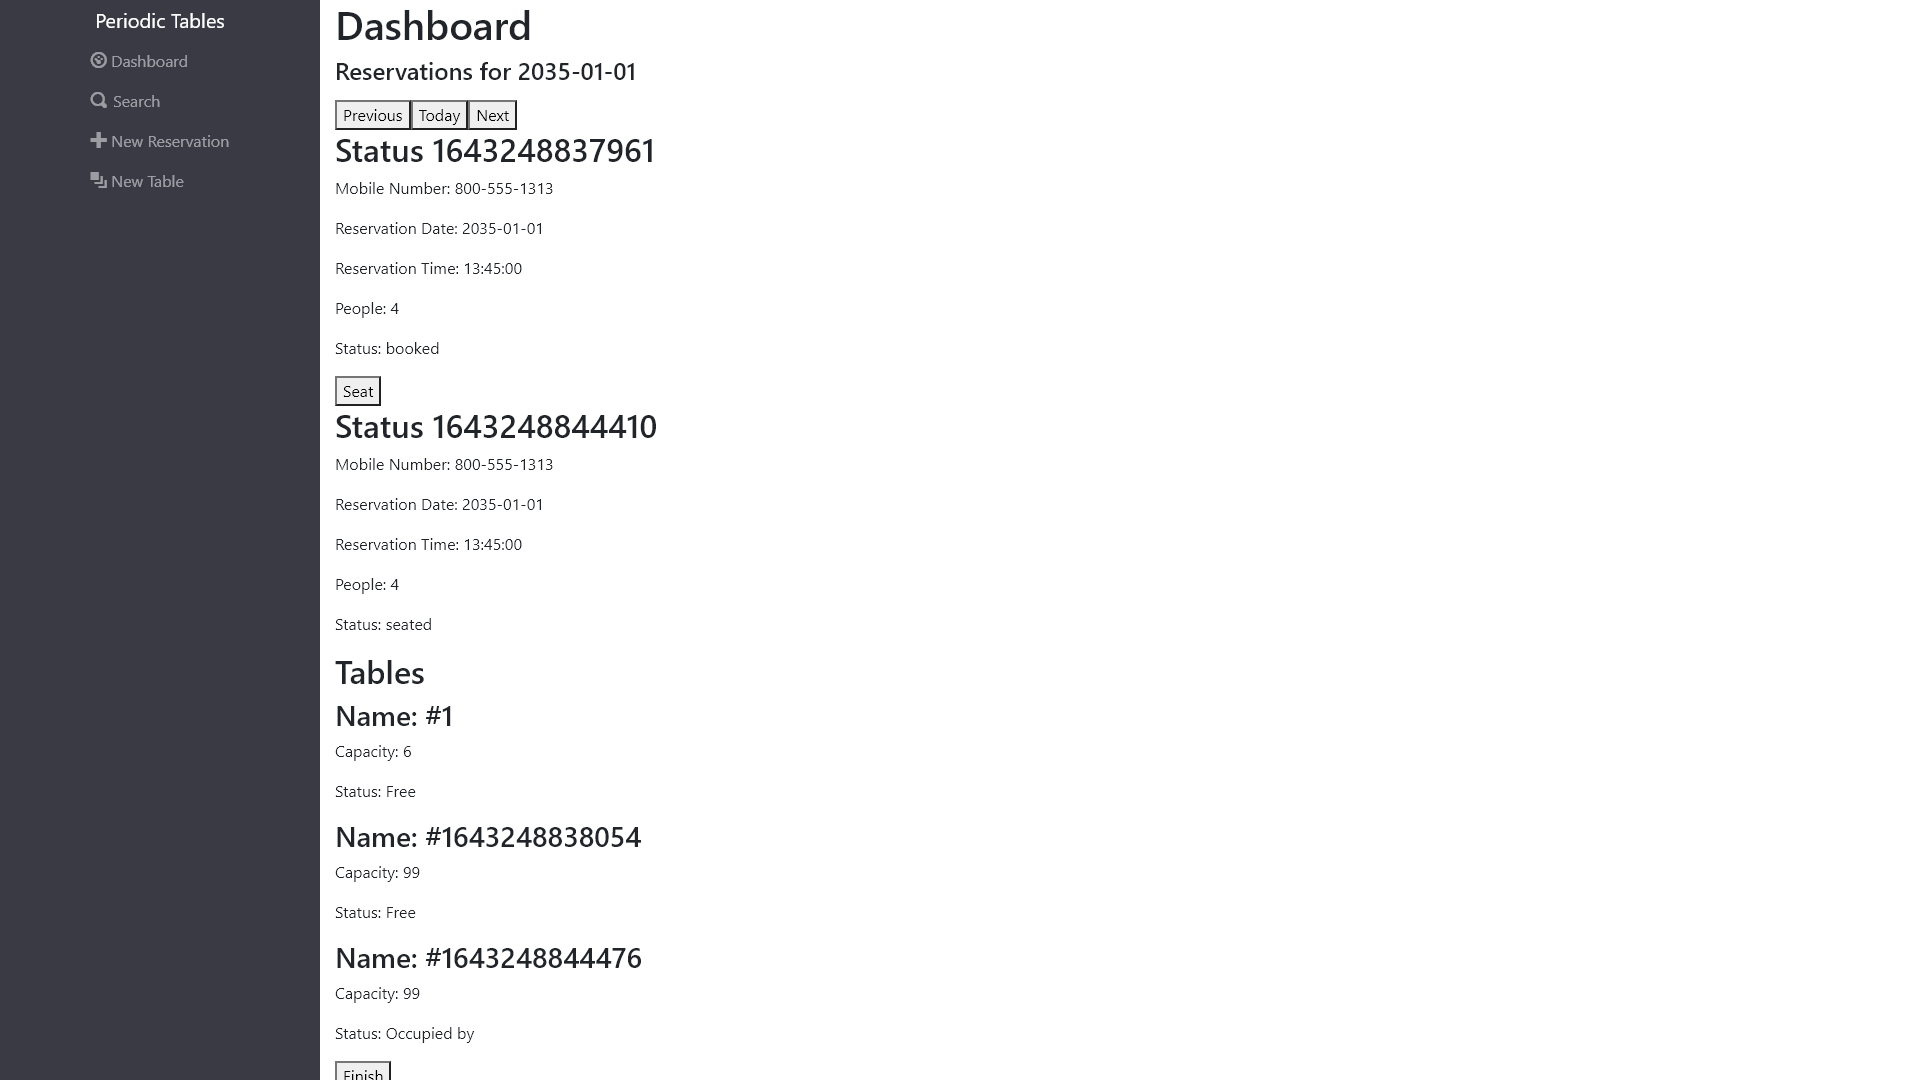 Periodic Tables
Dashboard
Search
New Reservation
New Table
Dashboard
Reservations for 2035-01-01
Previous Today Next
Status 1643248837961
Mobile Number: 800-555-1313
Reservation Date: 2035-01-01
Reservation Time: 13:45:00
People: 4
Status: booked
Seat
Status 1643248844410
Mobile Number: 800-555-1313
Reservation Date: 2035-01-01
Reservation Time: 13:45:00
People: 4
Status: seated
Tables
Name: #1
Capacity: 6
Status: Free
Name: #1643248838054
Capacity: 99
Status: Free
Name: #1643248844476
Capacity: 99
Status: Occupied by
Finish